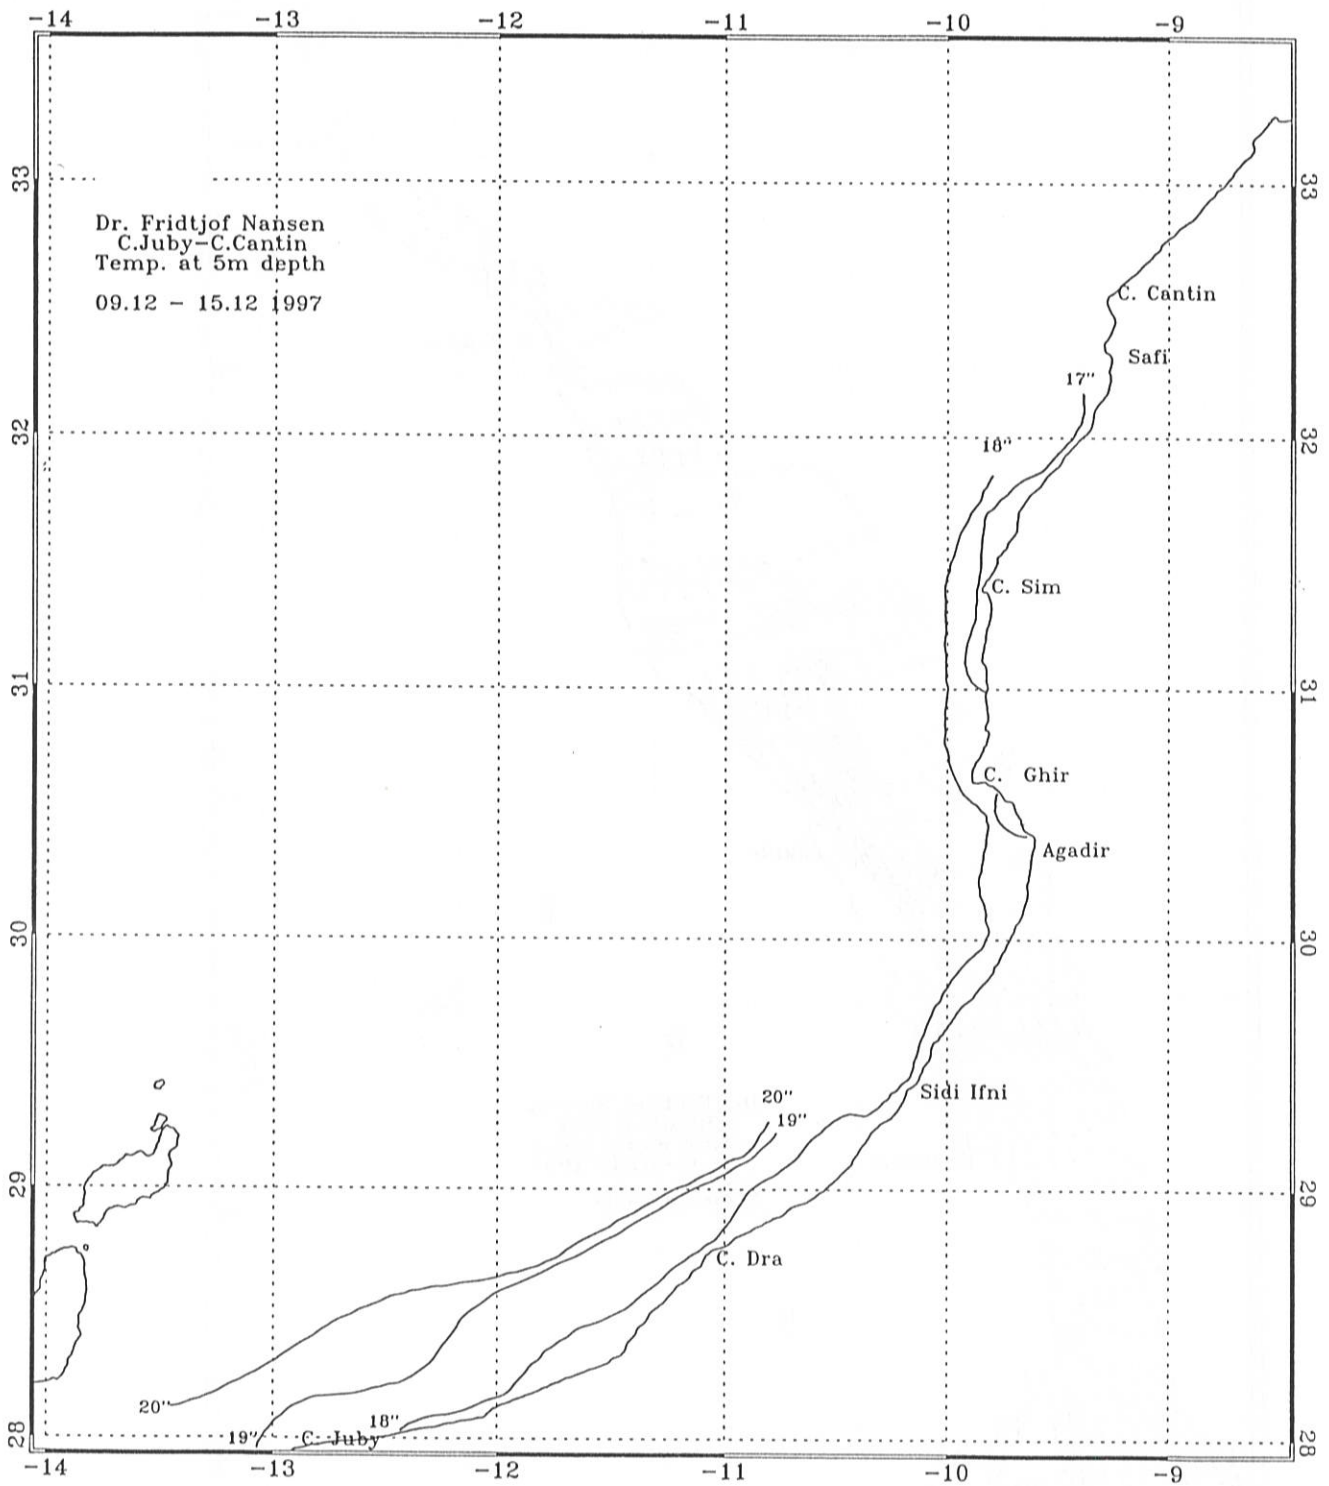 -14 -13 -12 -11 -10 -9
33 33
Dr. Fridtjof Nansen
C.Juby-C.Cantin
Temp. at 5m depth
09.12 - 15.12 1997
C. Cantin
Safi
17"
32 32
18"
C. Sim
31 31
C. Ghir
Agadir
30 30
Sidi Ifni
20"
19"
29 29
C. Dra
20"
18"
19"
C. Juby
28 28
-14 -13 -12 -11 -10 -9